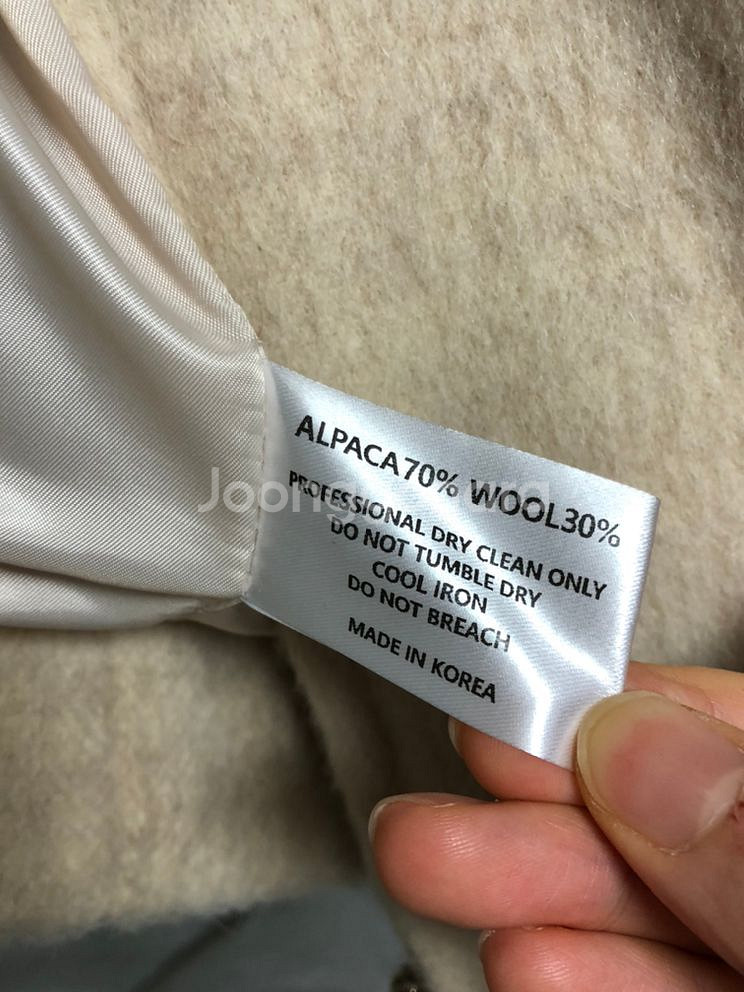 ALPACA70% WOOL30%
PROFESSIONAL DRY CLEAN ONLY
DO NOT TUMBLE DRY
COOL IRON
DO NOT BREACH
MADE IN KOREA